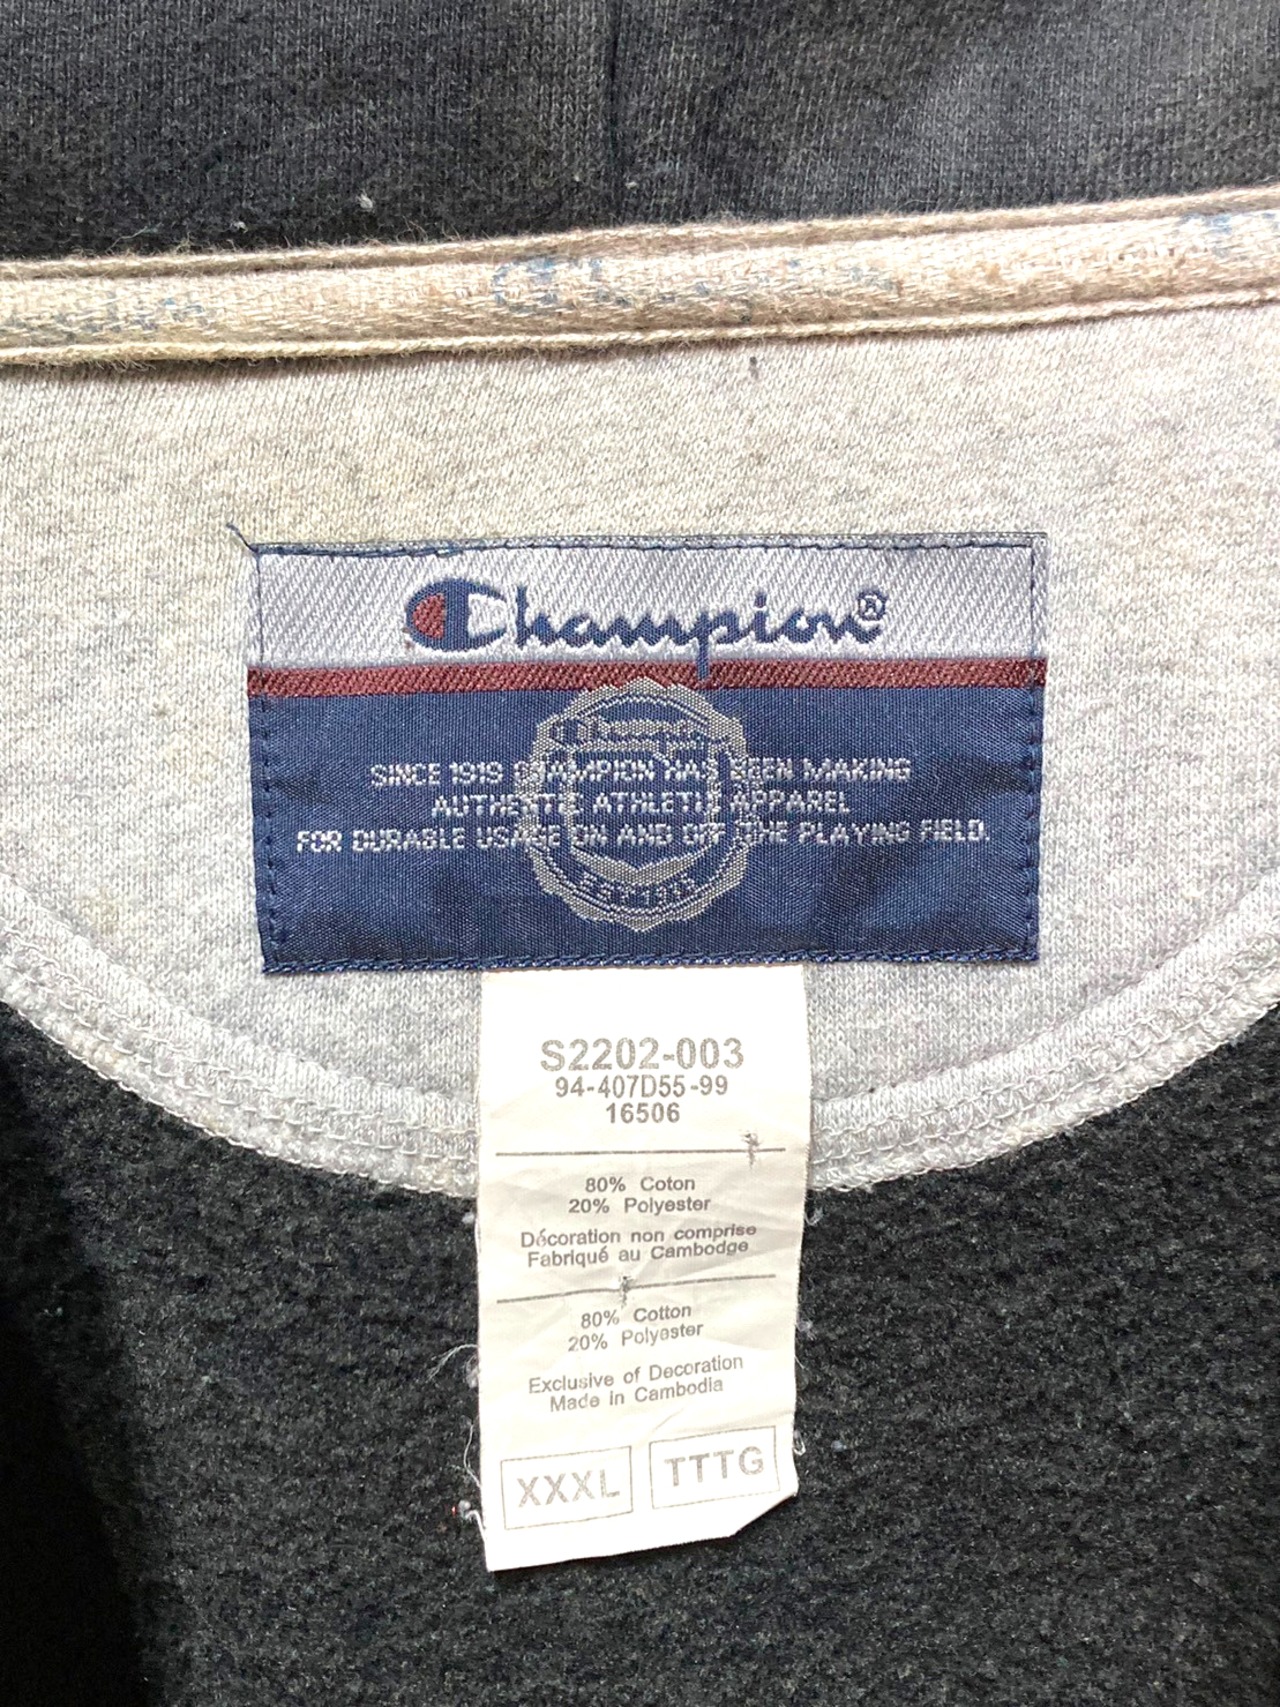 Champion®
Champion
SINCE 1919 CHAMPION HAS BEEN MAKING
AUTHENTIC ATHLETIC APPAREL
FOR DURABLE USAGE ON AND OFF THE PLAYING FIELD.
S2202-003
94-407D55-99
16506
80% Coton
20% Polyester
Décoration non comprise
Fabriqué au Cambodge
80% Cotton
20% Polyester
Exclusive of Decoration
Made in Cambodia
XXXL TTTG